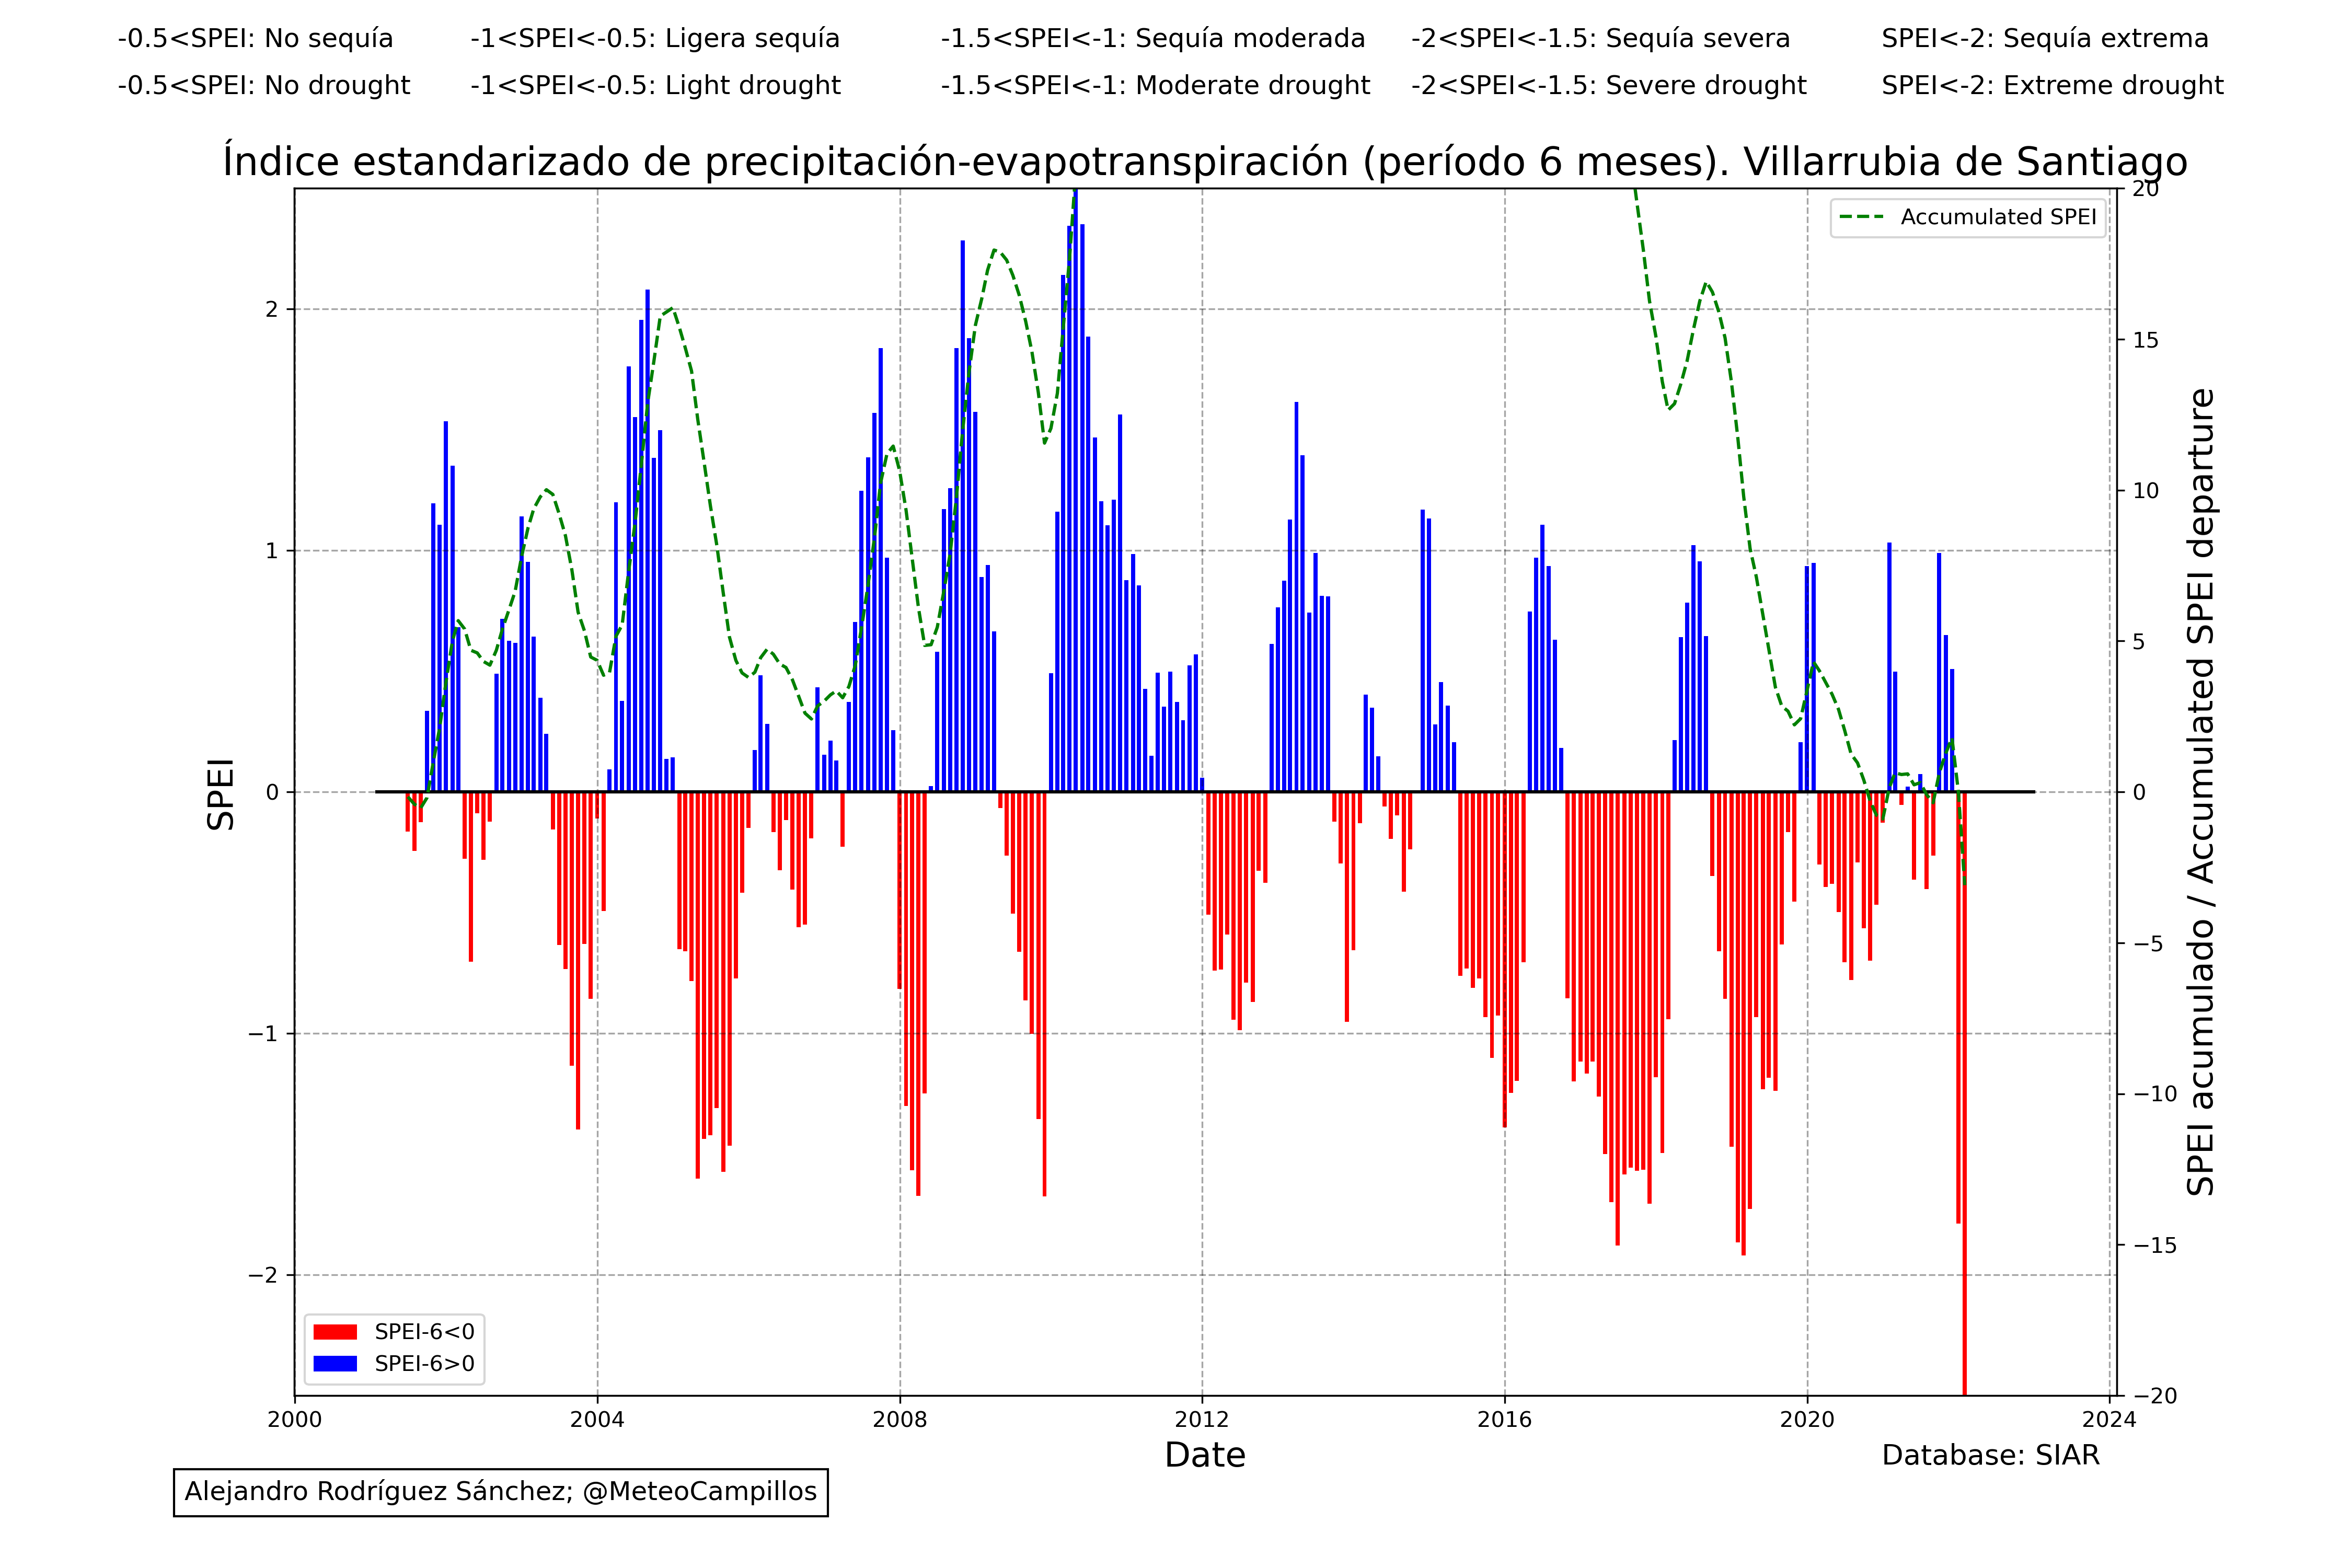 -0.5<SPEI: No sequía -1<SPEI<-0.5: Ligera sequía -1.5<SPEI<-1: Sequía moderada -2<SPEI<-1.5: Sequía severa SPEI<-2: Sequía extrema
-0.5<SPEI: No drought -1<SPEI<-0.5: Light drought -1.5<SPEI<-1: Moderate drought -2<SPEI<-1.5: Severe drought SPEI<-2: Extreme drought
Índice estandarizado de precipitación-evapotranspiración (período 6 meses). Villarrubia de Santiago
Accumulated SPEI
SPEI
2
1
0
−1
−2
20
15
10
5
0
−5
−10
−15
−20
SPEI acumulado / Accumulated SPEI departure
SPEI-6<0
SPEI-6>0
2000 2004 2008 2012 2016 2020 2024
Date
Database: SIAR
Alejandro Rodríguez Sánchez; @MeteoCampillos